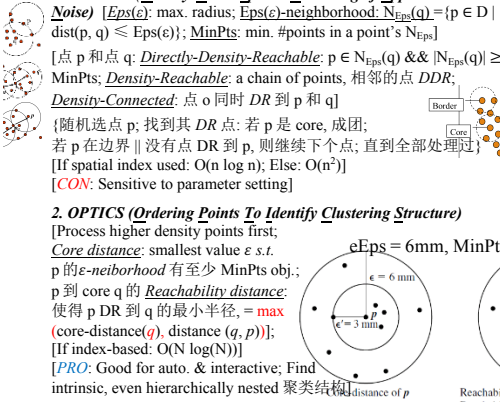 Noise) [Eps(ε): max. radius; Eps(ε)-neighborhood: N_Eps(q)={p ∈ D |
dist(p, q) ⩽ Eps(ε)}; MinPts: min. #points in a point's N_Eps]
[点 p 和点 q: Directly-Density-Reachable: p ∈ N_Eps(q) && |N_Eps(q)| ≥
MinPts; Density-Reachable: a chain of points, 相邻的点 DDR;
Density-Connected: 点 o 同时 DR 到 p 和 q]
Border
Core
{随机选点 p; 找到其 DR 点: 若 p 是 core, 成团;
若 p 在边界 || 没有点 DR 到 p, 则继续下个点; 直到全部处理过}
[If spatial index used: O(n log n); Else: O(n²)]
[CON: Sensitive to parameter setting]
2. OPTICS (Ordering Points To Identify Clustering Structure)
[Process higher density points first;
Core distance: smallest value ε s.t.
p 的ε-neiborhood 有至少 MinPts obj.;
p 到 core q 的 Reachability distance:
使得 p DR 到 q 的最小半径, = max
(core-distance(q), distance (q, p))];
[If index-based: O(N log(N))]
[PRO: Good for auto. & interactive; Find
intrinsic, even hierarchically nested 聚类结构]
eEps = 6mm, MinPt
ϵ = 6 mm
p
ϵ'= 3 mm
Core-distance of p
Reachab